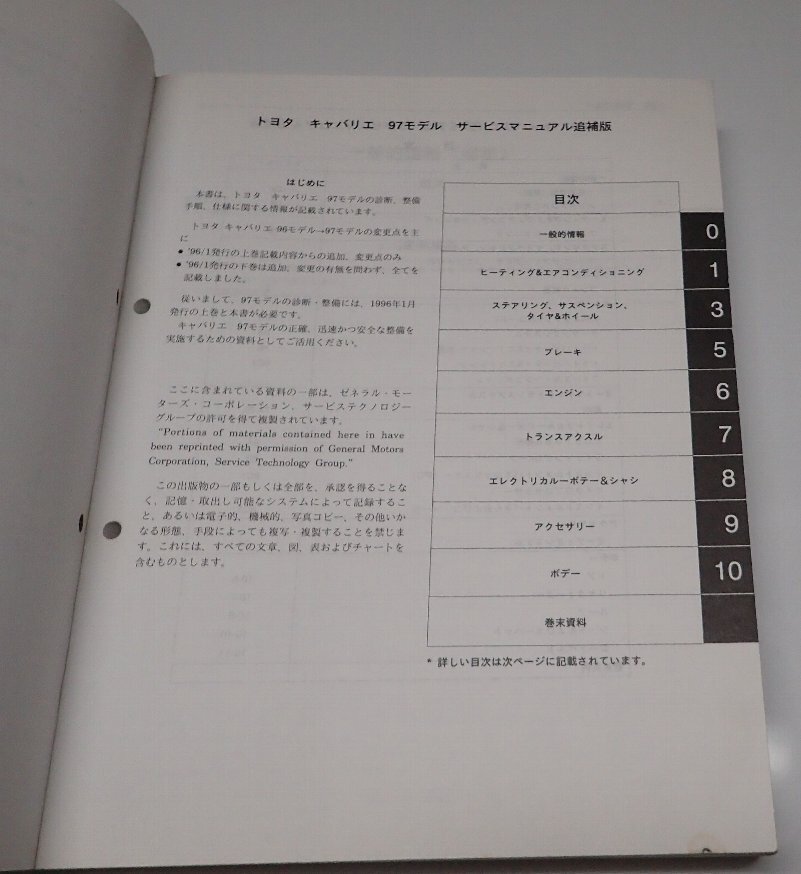 トヨタ　キャバリエ　97モデル　サービスマニュアル追補版
はじめに
本書は、トヨタ　キャバリエ　97モデルの診断、整備
手順、仕様に関する情報が記載されています。
トヨタ キャバリエ 96モデル→97モデルの変更点を主
に
● '96/1発行の上巻記載内容からの追加、変更点のみ
● '96/1発行の下巻は追加、変更の有無を問わず、全てを
記載しました。
従いまして、97モデルの診断・整備には、1996年1月
発行の上巻と本書が必要です。
キャバリエ　97モデルの正確、迅速かつ安全な整備を
実施するための資料としてご活用ください。
ここに含まれている資料の一部は、ゼネラル・モー
ターズ・コーポレーション、サービステクノロジー
グループの許可を得て複製されています。
“Portions of materials contained here in have
been reprinted with permission of General Motors
Corporation, Service Technology Group.”
この出版物の一部もしくは全部を、承認を得ることな
く、記憶・取出し可能なシステムによって記録するこ
と、あるいは電子的、機械的、写真コピー、その他いか
なる形態、手段によっても複写・複製することを禁じま
す。これには、すべての文章、図、表およびチャートを
含むものとします。
目次
一般的情報 0
ヒーティング&エアコンディショニング 1
ステアリング、サスペンション、
タイヤ&ホイール 3
ブレーキ 5
エンジン 6
トランスアクスル 7
エレクトリカルーボデー&シャシ 8
アクセサリー 9
ボデー 10
巻末資料
* 詳しい目次は次ページに記載されています。